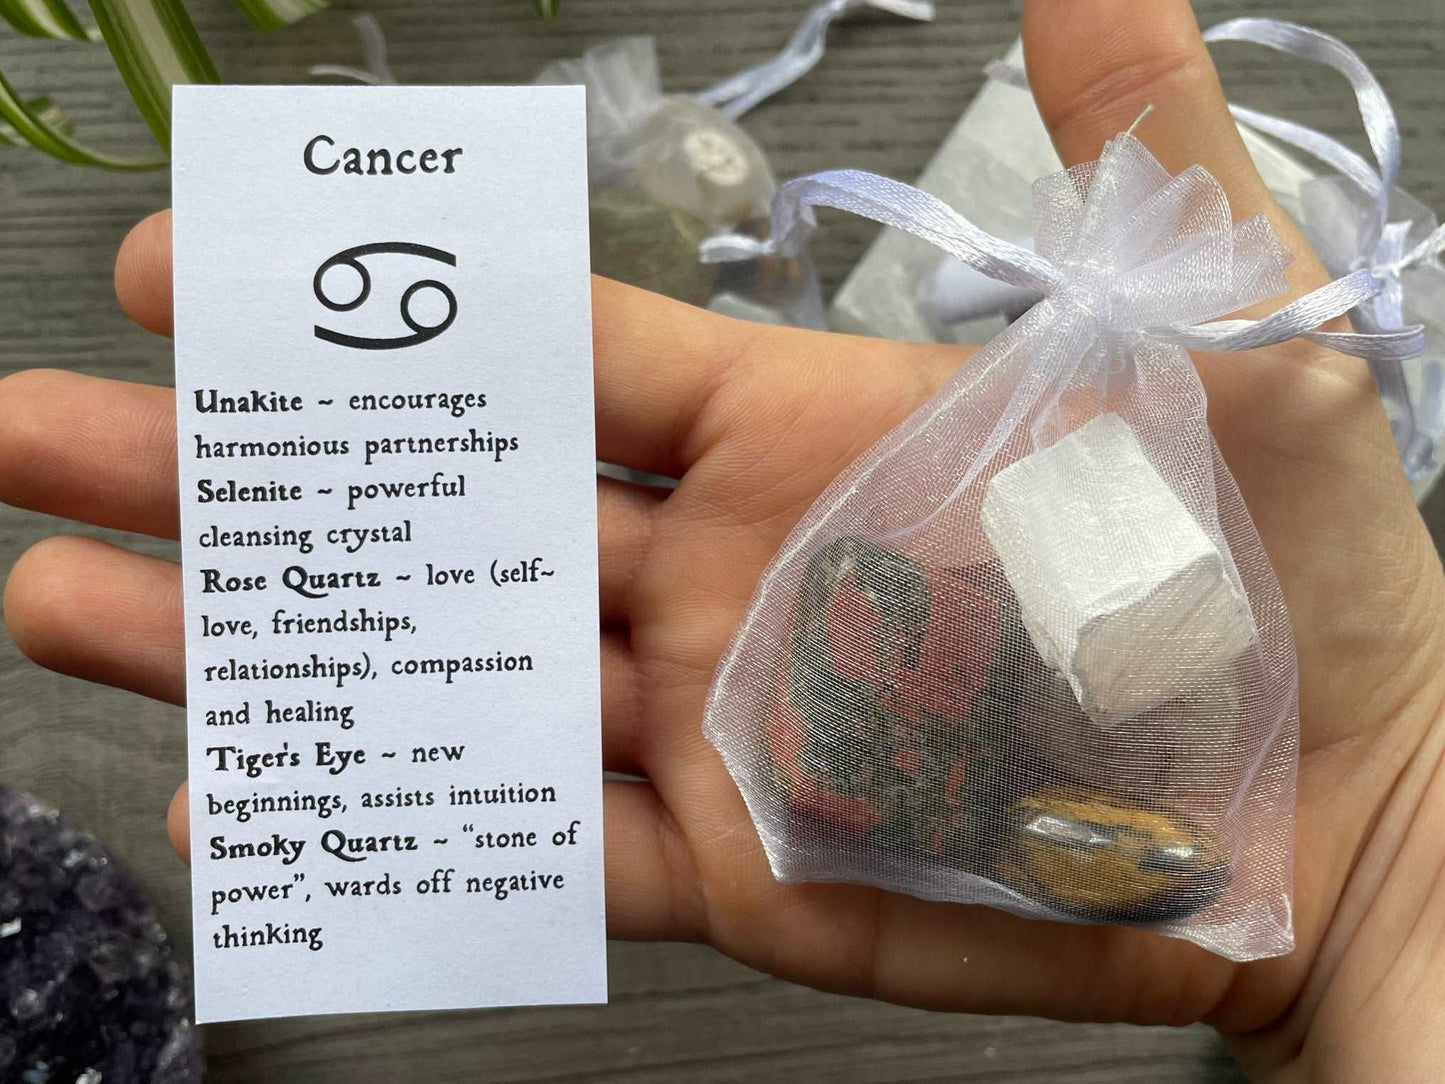 Cancer
Unakite ~ encourages
harmonious partnerships
Selenite ~ powerful
cleansing crystal
Rose Quartz ~ love (self~
love, friendships,
relationships), compassion
and healing
Tiger's Eye ~ new
beginnings, assists intuition
Smoky Quartz ~ "stone of
power", wards off negative
thinking